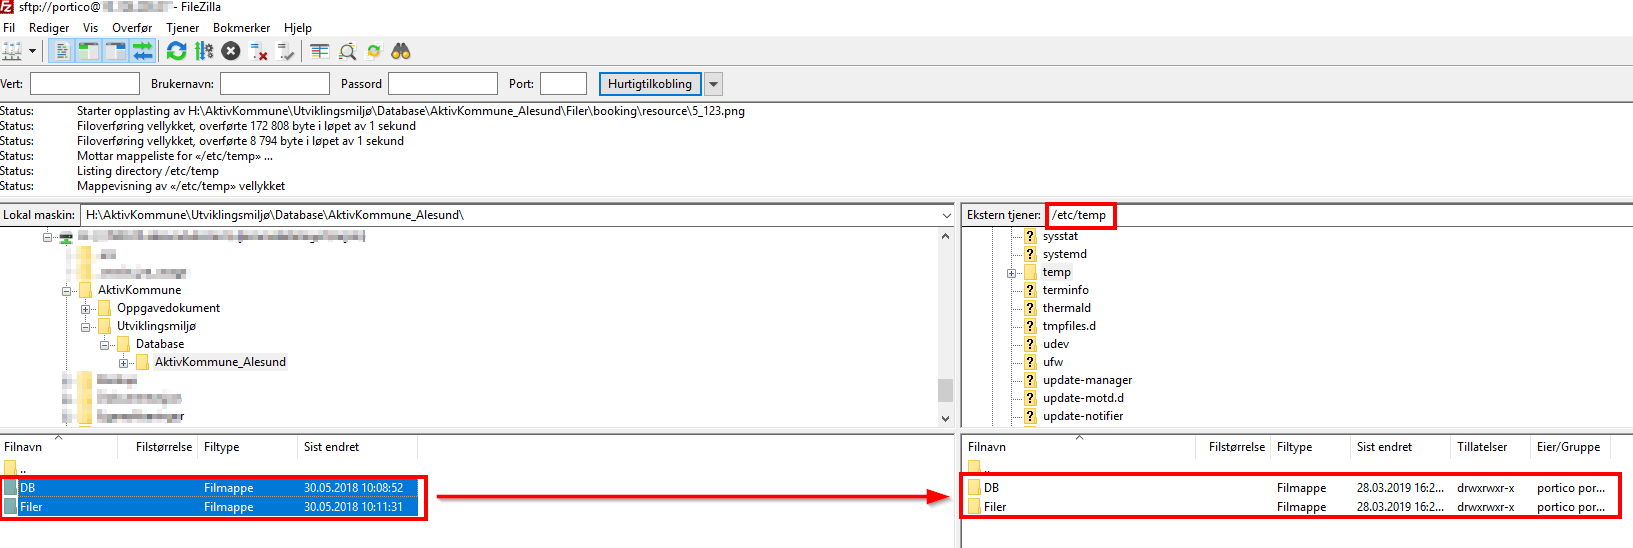 sftp://portico@ - FileZilla
Fil Rediger Vis Overfør Tjener Bokmerker Hjelp
Vert: Brukernavn: Passord Port: Hurtigtilkobling
Status: Starter opplasting av H:\AktivKommune\Utviklingsmiljø\Database\AktivKommune_Alesund\Filer\booking\resource\5_123.png
Status: Filoverføring vellykket, overførte 172 808 byte i løpet av 1 sekund
Status: Filoverføring vellykket, overførte 8 794 byte i løpet av 1 sekund
Status: Mottar mappeliste for «/etc/temp» ...
Status: Listing directory /etc/temp
Status: Mappevisning av «/etc/temp» vellykket
Lokal maskin: H:\AktivKommune\Utviklingsmiljø\Database\AktivKommune_Alesund\
AktivKommune
Oppgavedokument
Utviklingsmiljø
Database
AktivKommune_Alesund
Filnavn Filstørrelse Filtype Sist endret
..
DB Filmappe 30.05.2018 10:08:52
Filer Filmappe 30.05.2018 10:11:31
Ekstern tjener: /etc/temp
sysstat
systemd
temp
terminfo
thermald
tmpfiles.d
udev
ufw
update-manager
update-motd.d
update-notifier
Filnavn Filstørrelse Filtype Sist endret Tillatelser Eier/Gruppe
..
DB Filmappe 28.03.2019 16:2... drwxrwxr-x portico por...
Filer Filmappe 28.03.2019 16:2... drwxrwxr-x portico por...